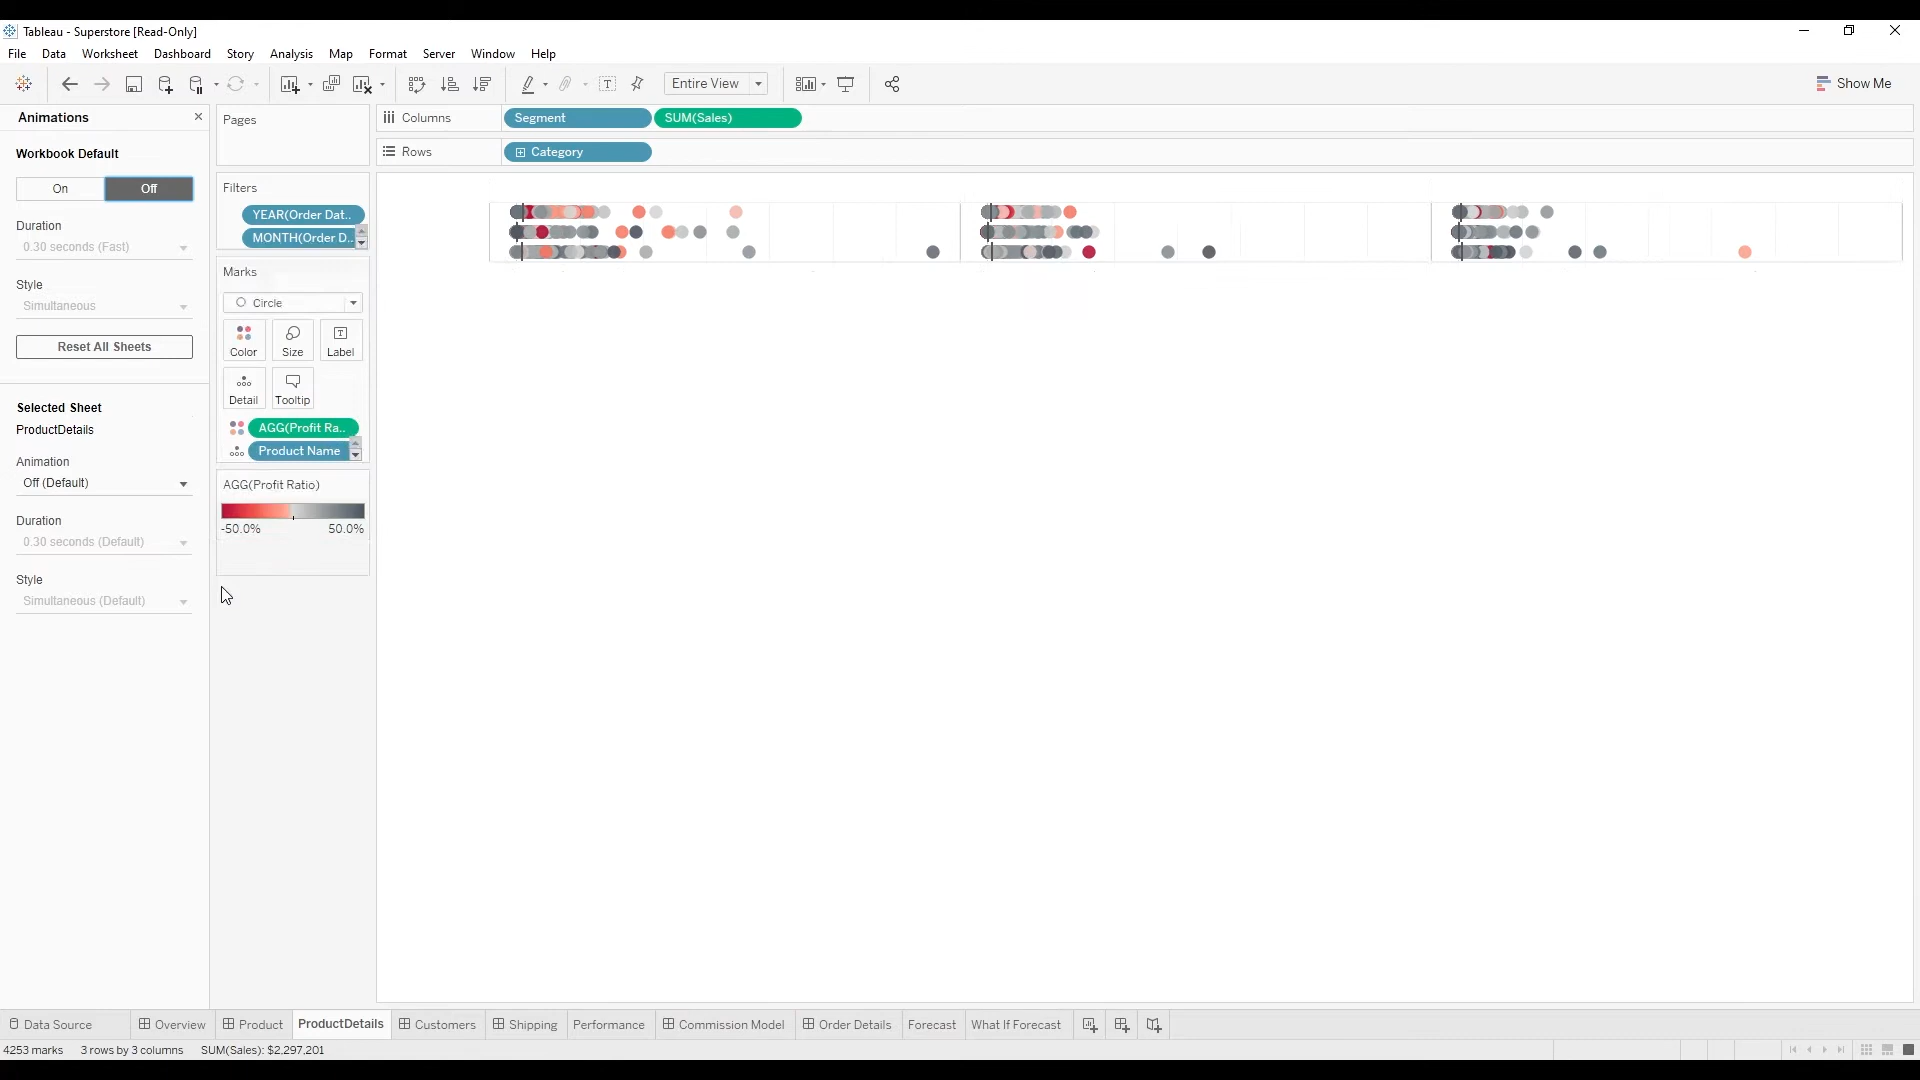 Tableau - Superstore [Read-Only]
File Data Worksheet Dashboard Story Analysis Map Format Server Window Help
Entire View
Show Me
Animations
Workbook Default
On Off
Duration
0.30 seconds (Fast)
Style
Simultaneous
Reset All Sheets
Selected Sheet
ProductDetails
Animation
Off (Default)
Duration
0.30 seconds (Default)
Style
Simultaneous (Default)
Pages
Filters
YEAR(Order Dat..
MONTH(Order D..
Marks
Circle
Color Size Label
Detail Tooltip
AGG(Profit Ra..
Product Name
AGG(Profit Ratio)
-50.0% 50.0%
Columns Segment SUM(Sales)
Rows Category
Data Source Overview Product ProductDetails Customers Shipping Performance Commission Model Order Details Forecast What If Forecast
4253 marks 3 rows by 3 columns SUM(Sales): $2,297,201